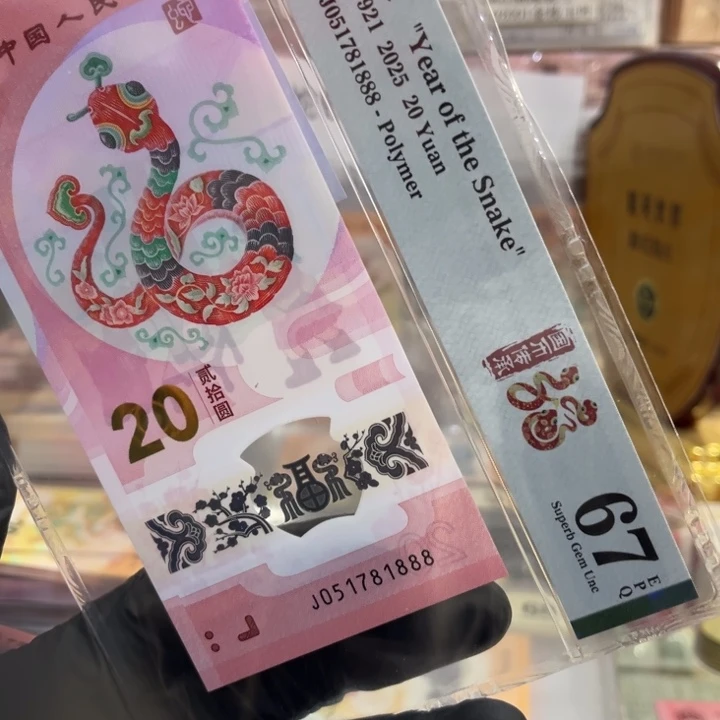 中国人民
20
贰拾圆
J051781888
921 2025 20 Yuan
J051781888 - Polymer
"Year of the Snake"
67
EPQ
Superb Gem Unc